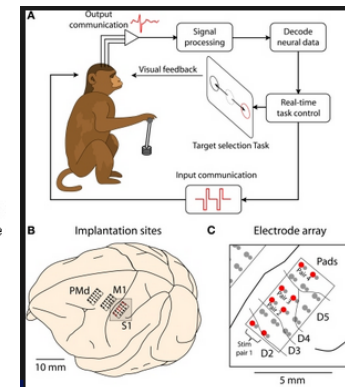 A
Output
communication
Signal
processing
Decode
neural data
Visual feedback
Real-time
task control
Target selection Task
Input communication
e
B
Implantation sites
PMd
M1
S1
10 mm
C
Electrode array
Pads
Pair 4
D5
D4
D3
D2
Stim
pair 1
5 mm